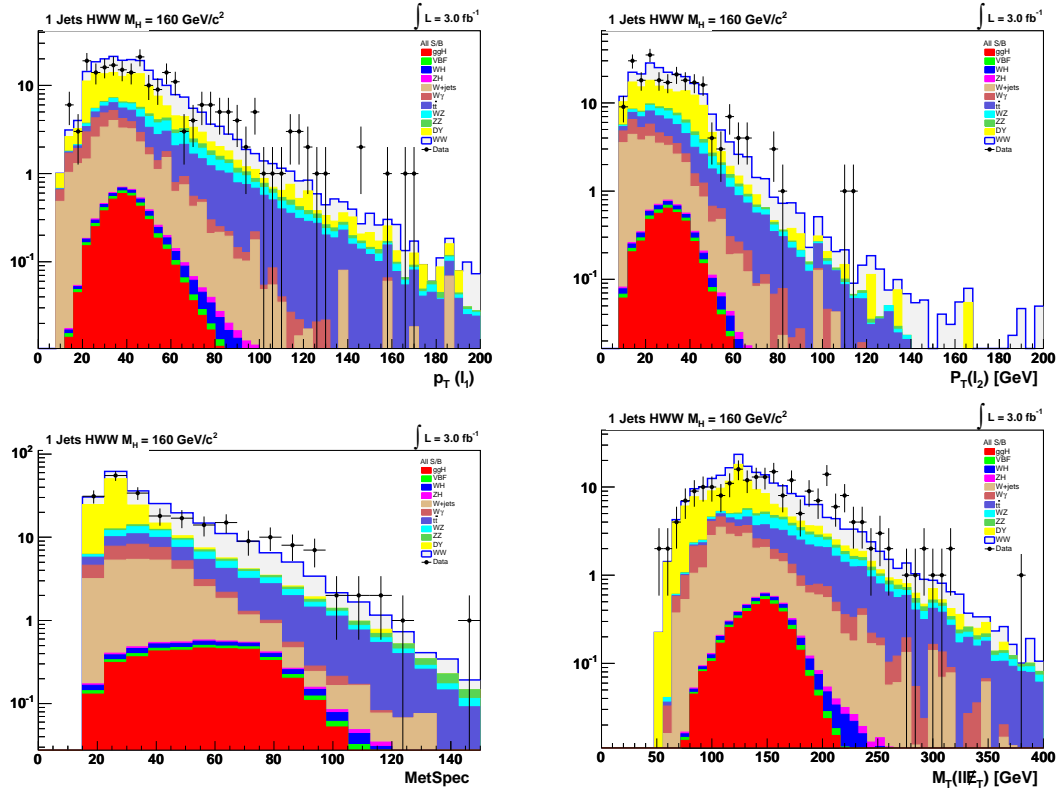 1 Jets HWW M_H = 160 GeV/c²
∫ L = 3.0 fb⁻¹
All S/B
ggH
VBF
WH
ZH
W+jets
Wγ
tt̄
WZ
ZZ
DY
WW
Data
10
1
10⁻¹
0 20 40 60 80 100 120 140 160 180 200
p_T (l_1)
1 Jets HWW M_H = 160 GeV/c²
∫ L = 3.0 fb⁻¹
All S/B
ggH
VBF
WH
ZH
W+jets
Wγ
tt̄
WZ
ZZ
DY
WW
Data
10
1
10⁻¹
0 20 40 60 80 100 120 140 160 180 200
P_T(l_2) [GeV]
1 Jets HWW M_H = 160 GeV/c²
∫ L = 3.0 fb⁻¹
All S/B
ggH
VBF
WH
ZH
W+jets
Wγ
tt̄
WZ
ZZ
DY
WW
Data
10²
10
1
10⁻¹
0 20 40 60 80 100 120 140
MetSpec
1 Jets HWW M_H = 160 GeV/c²
∫ L = 3.0 fb⁻¹
All S/B
ggH
VBF
WH
ZH
W+jets
Wγ
tt̄
WZ
ZZ
DY
WW
Data
10
1
10⁻¹
0 50 100 150 200 250 300 350 400
M_T(llE̸_T) [GeV]